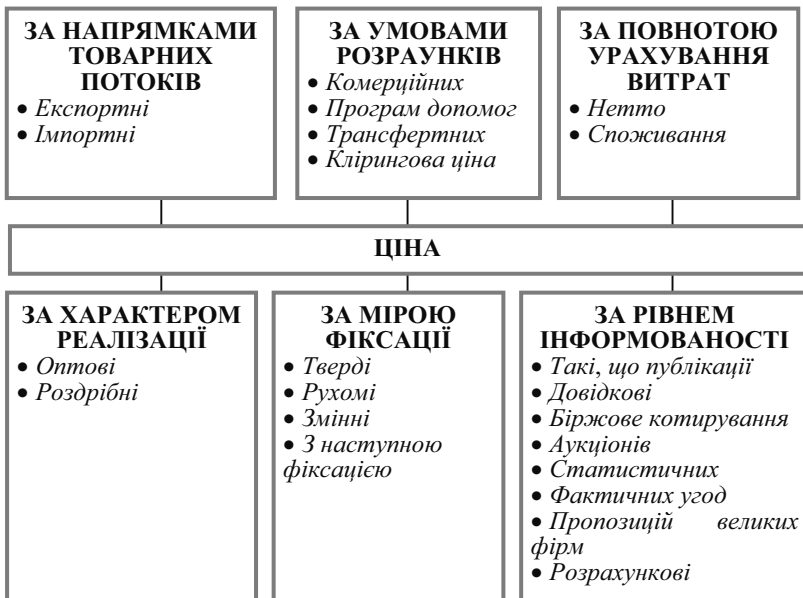 ЗА НАПРЯМКАМИ
ТОВАРНИХ
ПОТОКІВ
• Експортні
• Імпортні
ЗА УМОВАМИ
РОЗРАУНКІВ
• Комерційних
• Програм допомог
• Трансфертних
• Клірингова ціна
ЗА ПОВНОТОЮ
УРАХУВАННЯ
ВИТРАТ
• Нетто
• Споживання
ЦІНА
ЗА ХАРАКТЕРОМ
РЕАЛІЗАЦІЇ
• Оптові
• Роздрібні
ЗА МІРОЮ
ФІКСАЦІЇ
• Тверді
• Рухомі
• Змінні
• З наступною
фіксацією
ЗА РІВНЕМ
ІНФОРМОВАНОСТІ
• Такі, що публікації
• Довідкові
• Біржове котирування
• Аукціонів
• Статистичних
• Фактичних угод
• Пропозицій великих
фірм
• Розрахункові